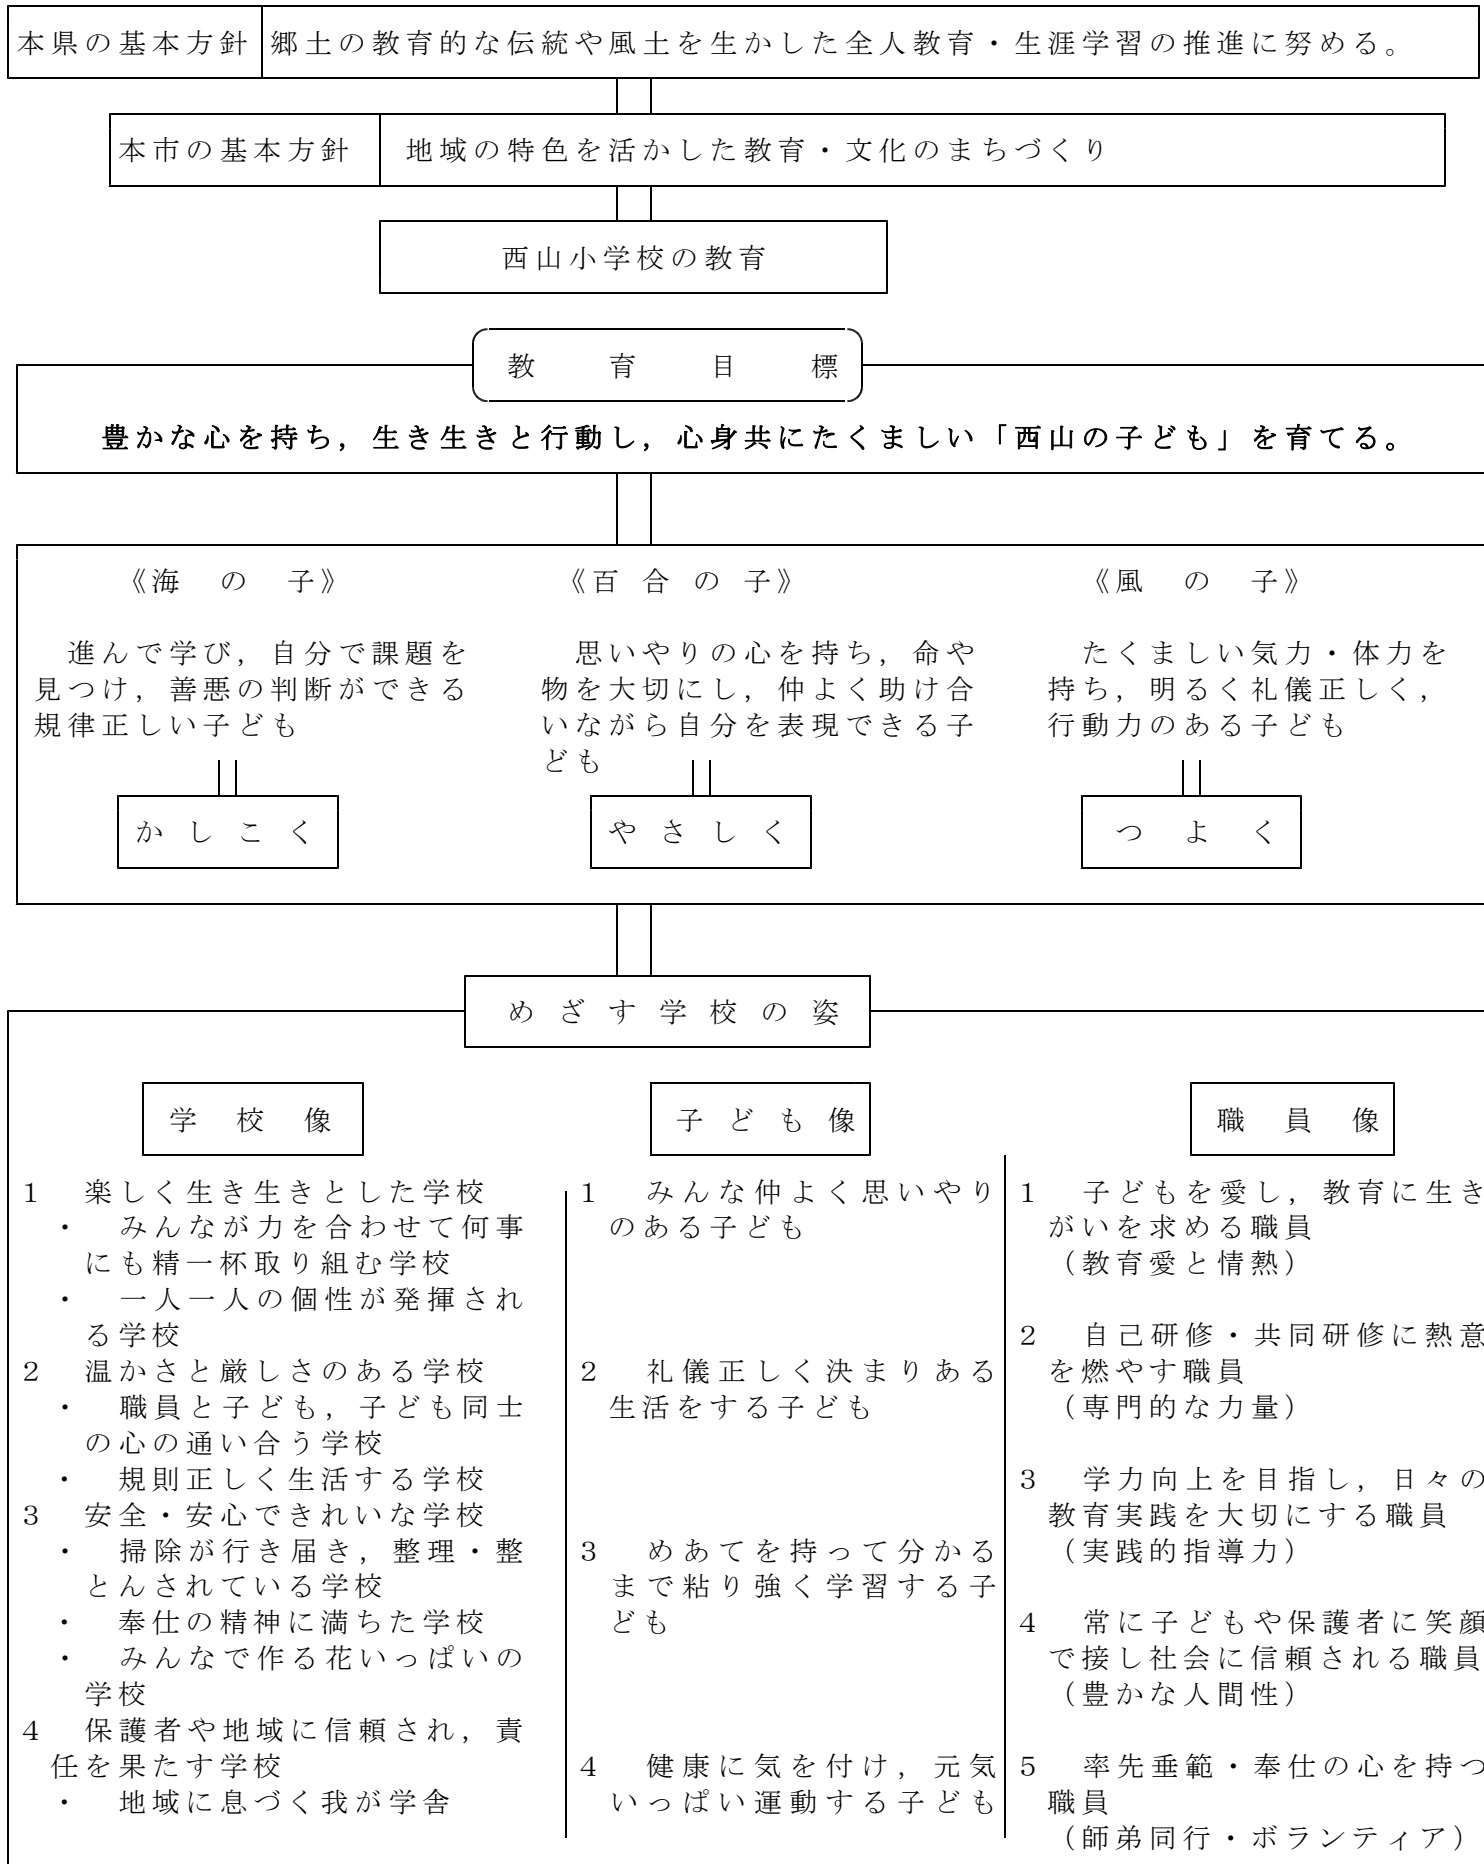 本県の基本方針 郷土の教育的な伝統や風土を生かした全人教育・生涯学習の推進に努める。
本市の基本方針 地域の特色を活かした教育・文化のまちづくり
西山小学校の教育
教育目標
豊かな心を持ち，生き生きと行動し，心身共にたくましい「西山の子ども」を育てる。
《海の子》
進んで学び，自分で課題を
見つけ，善悪の判断ができる
規律正しい子ども
かしこく
《百合の子》
思いやりの心を持ち，命や
物を大切にし，仲よく助け合
いながら自分を表現できる子
ども
やさしく
《風の子》
たくましい気力・体力を
持ち，明るく礼儀正しく，
行動力のある子ども
つよく
めざす学校の姿
学校像
1 楽しく生き生きとした学校
・ みんなが力を合わせて何事
にも精一杯取り組む学校
・ 一人一人の個性が発揮され
る学校
2 温かさと厳しさのある学校
・ 職員と子ども，子ども同士
の心の通い合う学校
・ 規則正しく生活する学校
3 安全・安心できれいな学校
・ 掃除が行き届き，整理・整
とんされている学校
・ 奉仕の精神に満ちた学校
・ みんなで作る花いっぱいの
学校
4 保護者や地域に信頼され，責
任を果たす学校
・ 地域に息づく我が学舎
子ども像
1 みんな仲よく思いやり
のある子ども
2 礼儀正しく決まりある
生活をする子ども
3 めあてを持って分かる
まで粘り強く学習する子
ども
4 健康に気を付け，元気
いっぱい運動する子ども
職員像
1 子どもを愛し，教育に生き
がいを求める職員
（教育愛と情熱）
2 自己研修・共同研修に熱意
を燃やす職員
（専門的な力量）
3 学力向上を目指し，日々の
教育実践を大切にする職員
（実践的指導力）
4 常に子どもや保護者に笑顔
で接し社会に信頼される職員
（豊かな人間性）
5 率先垂範・奉仕の心を持つ
職員
（師弟同行・ボランティア）